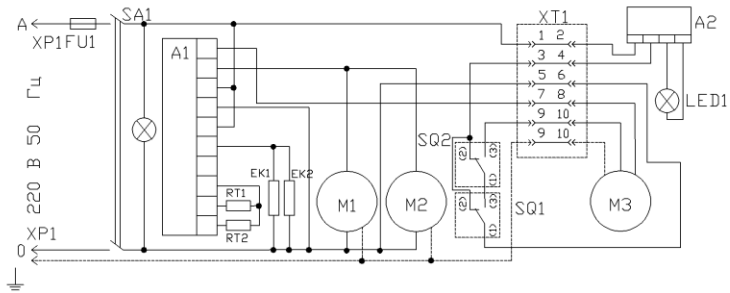 A
XP1
FU1
SA1
A1
XT1
A2
1 2
3 4
5 6
7 8
9 10
9 10
LED1
SQ2
(2)
(3)
(1)
SQ1
(2)
(3)
(1)
EK1
EK2
RT1
RT2
M1
M2
M3
220 В 50 Гц
XP1
0